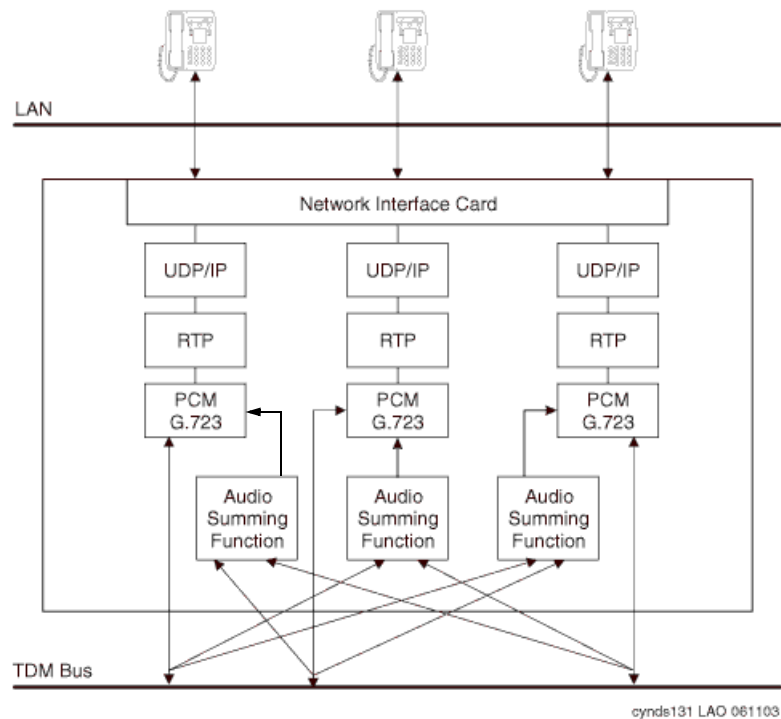 LAN
Network Interface Card
UDP/IP
UDP/IP
UDP/IP
RTP
RTP
RTP
PCM
G.723
PCM
G.723
PCM
G.723
Audio
Summing
Function
Audio
Summing
Function
Audio
Summing
Function
TDM Bus
cynds131 LAO 061103